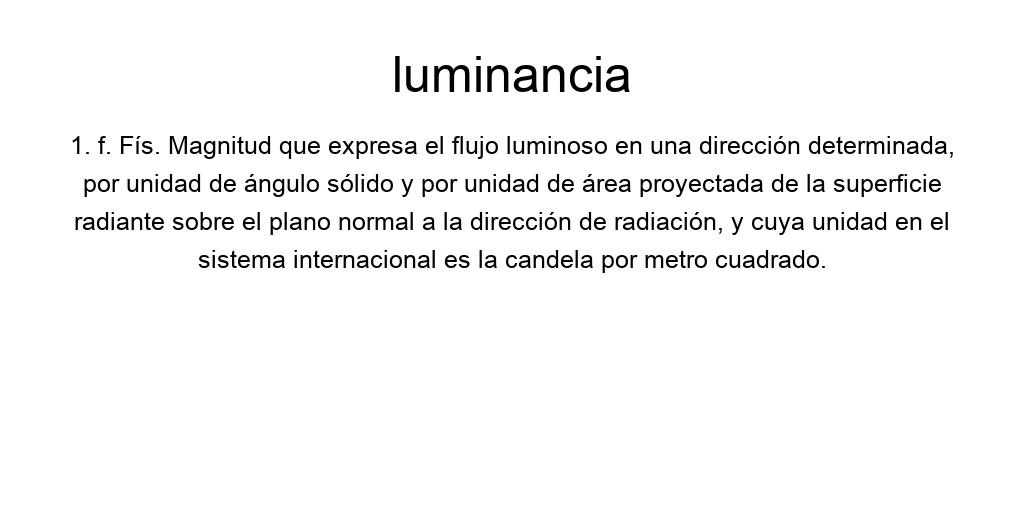 luminancia
1. f. Fís. Magnitud que expresa el flujo luminoso en una dirección determinada,
por unidad de ángulo sólido y por unidad de área proyectada de la superficie
radiante sobre el plano normal a la dirección de radiación, y cuya unidad en el
sistema internacional es la candela por metro cuadrado.